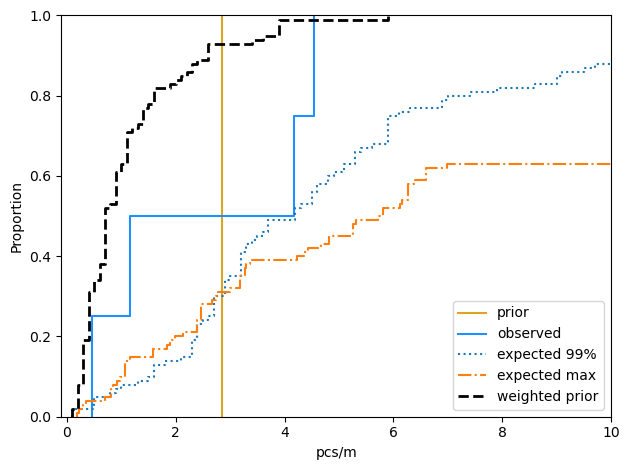 1.0
0.8
0.6
0.4
0.2
0.0
Proportion
0 2 4 6 8 10
pcs/m
prior
observed
expected 99%
expected max
weighted prior